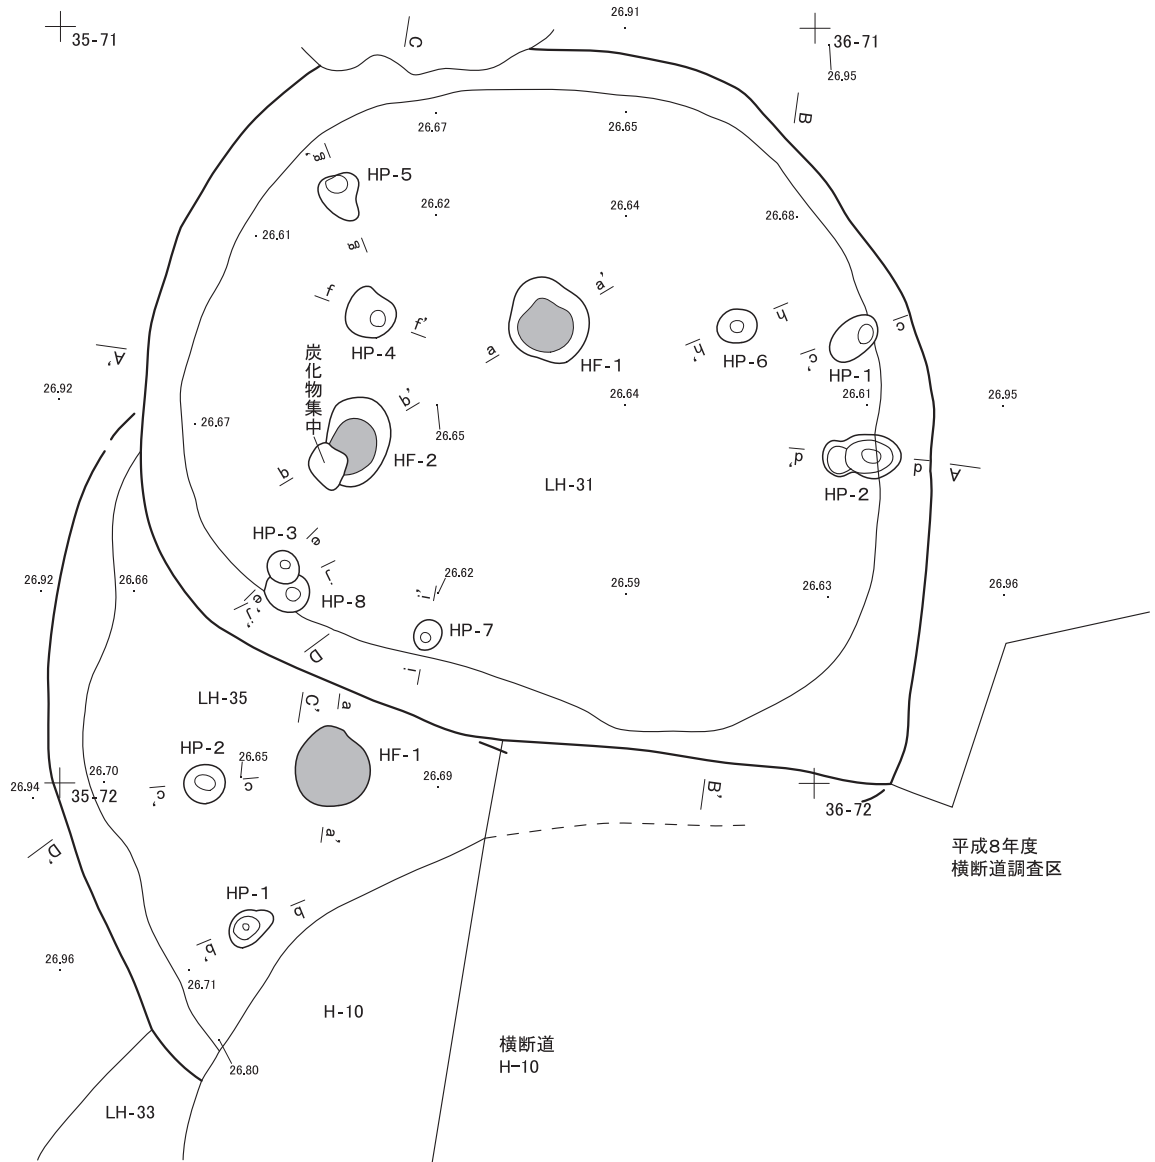 35-71
C
26.91
36-71
26.95
B
26.67
26.65
g'
HP-5
26.62
26.64
26.68
26.61
g
f
a'
f'
HP-4
a
HF-1
h
h'
HP-6
c
c'
HP-1
A'
炭化物集中
26.92
b'
26.64
26.61
26.95
26.67
26.65
b
HF-2
LH-31
d'
d
A
HP-2
HP-3
e
j
26.92
26.66
26.62
26.59
26.63
26.96
e'
j'
HP-8
i'
HP-7
D
i
LH-35
C'
a
HP-2
26.65
HF-1
26.70
c
c'
26.69
26.94
35-72
B'
36-72
a'
D'
平成8年度
横断道調査区
HP-1
b
b'
26.96
26.71
H-10
横断道
H-10
26.80
LH-33